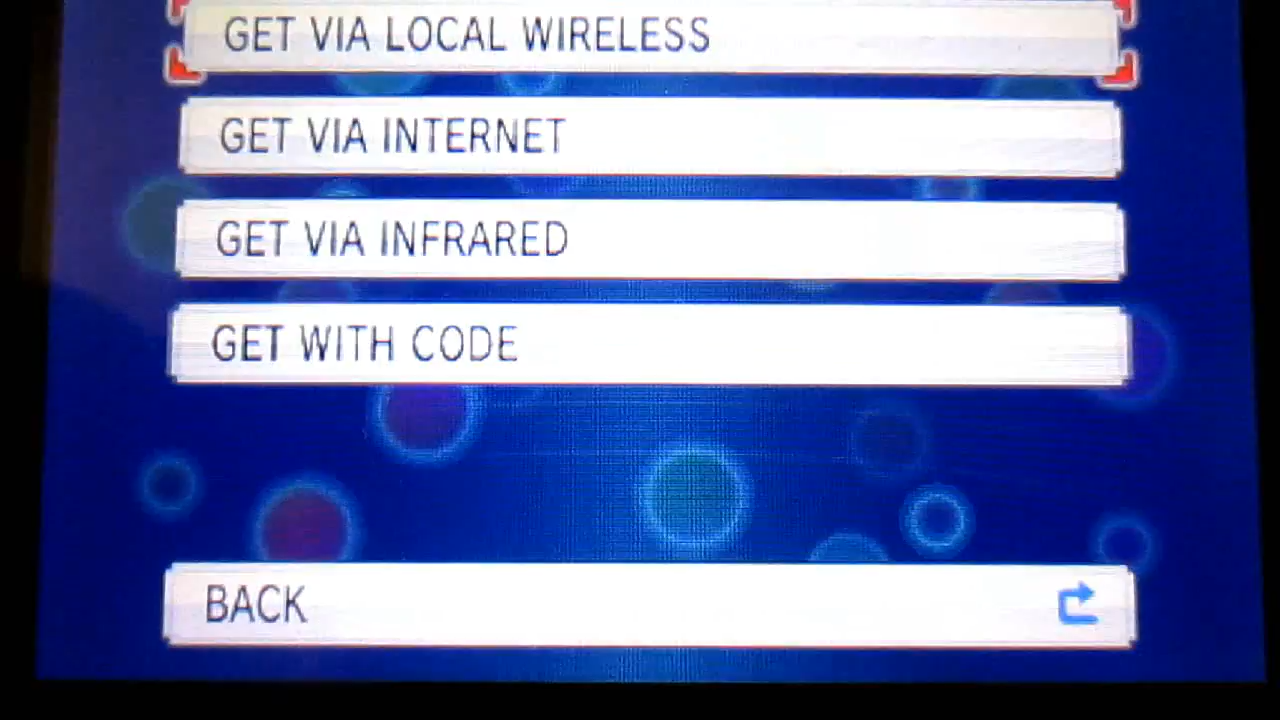 GET VIA LOCAL WIRELESS
GET VIA INTERNET
GET VIA INFRARED
GET WITH CODE
BACK